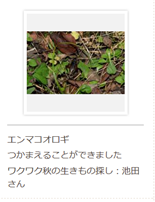 エンマコオロギ
つかまえることができました
ワクワク秋の生きもの探し：池田
さん